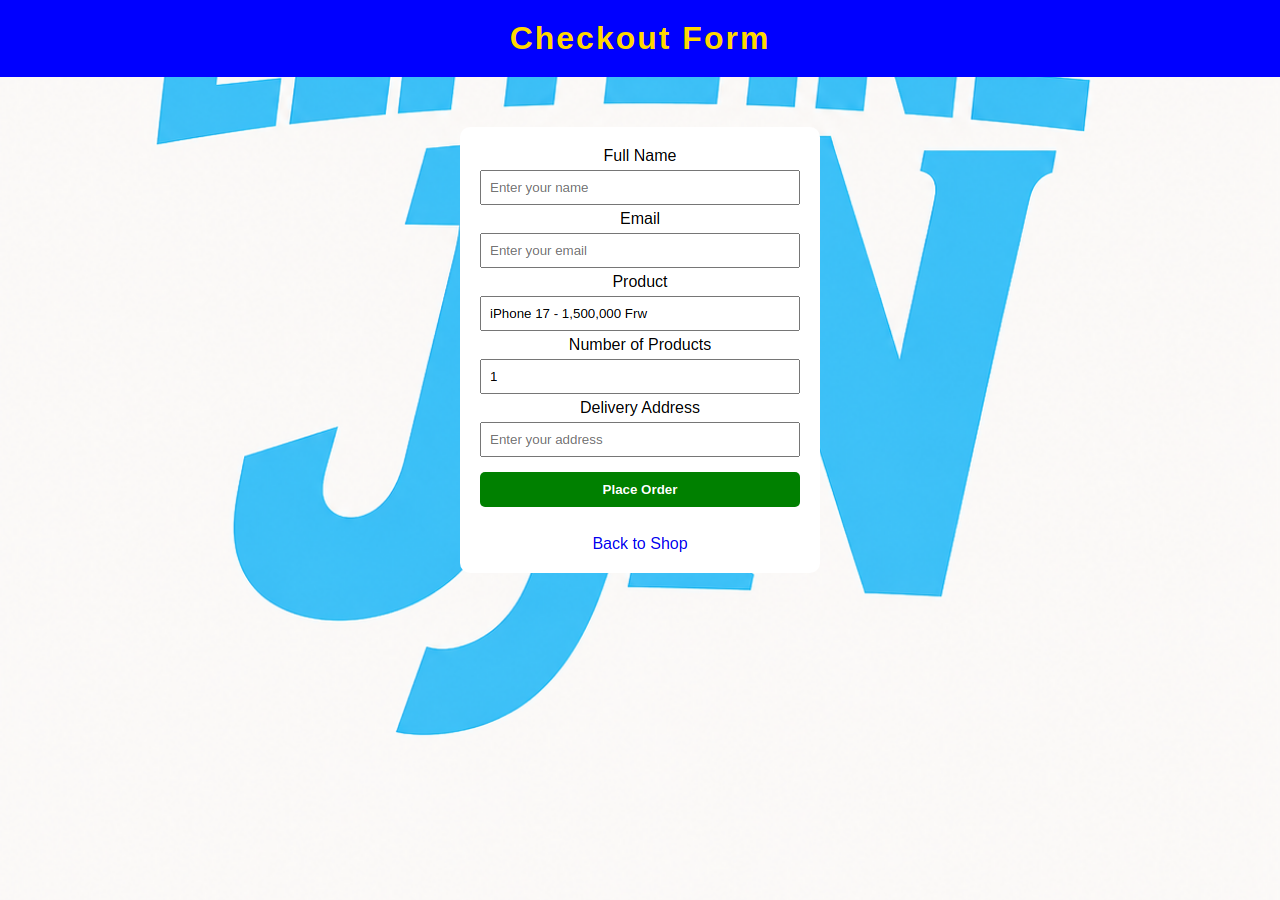 Checkout Form
JN
Full Name
Enter your name
Email
Enter your email
Product
iPhone 17 - 1,500,000 Frw
Number of Products
1
Delivery Address
Enter your address
Place Order
Back to Shop